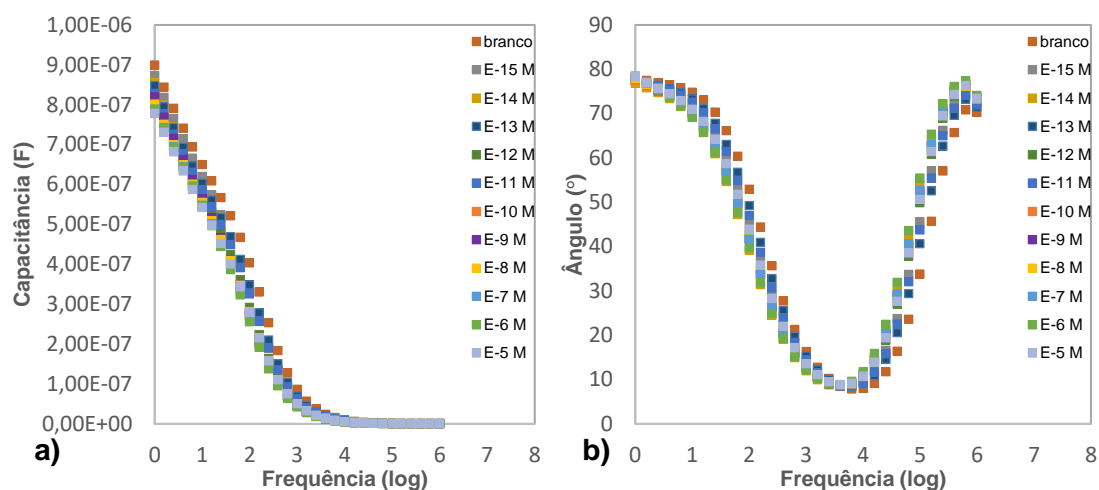 1,00E-06
9,00E-07
8,00E-07
7,00E-07
6,00E-07
5,00E-07
4,00E-07
3,00E-07
2,00E-07
1,00E-07
0,00E+00
Capacitância (F)
0 1 2 3 4 5 6 7 8
Frequência (log)
branco
E-15 M
E-14 M
E-13 M
E-12 M
E-11 M
E-10 M
E-9 M
E-8 M
E-7 M
E-6 M
E-5 M
a)
90
80
70
60
50
40
30
20
10
0
Ângulo (°)
0 1 2 3 4 5 6 7 8
Frequência (log)
branco
E-15 M
E-14 M
E-13 M
E-12 M
E-11 M
E-10 M
E-9 M
E-8 M
E-7 M
E-6 M
E-5 M
b)